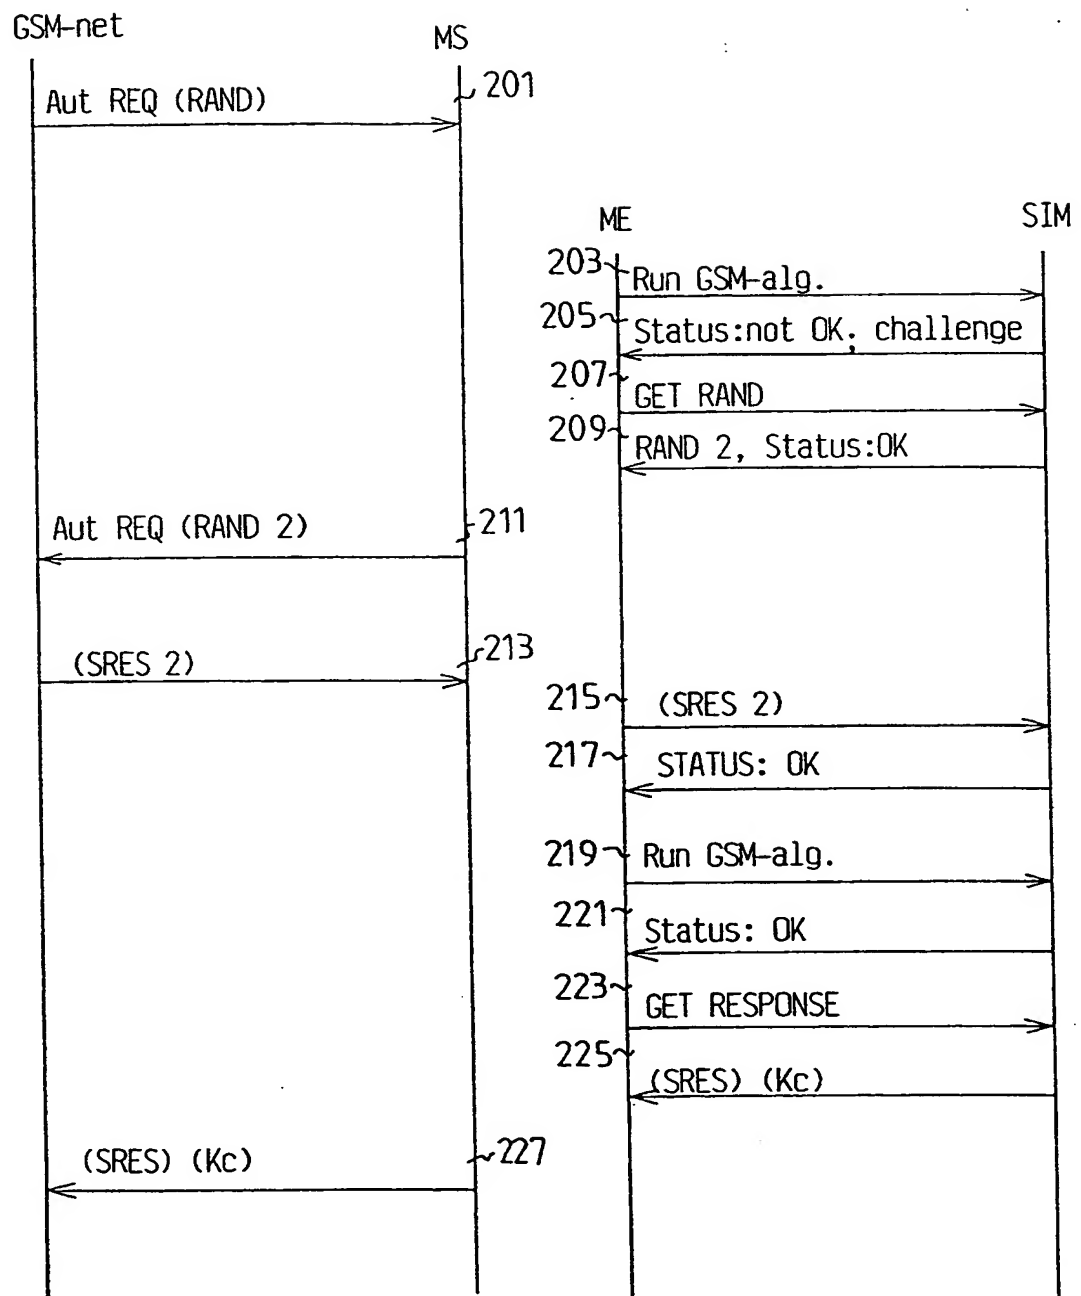 GSM-net
MS
201
Aut REQ (RAND)
ME
SIM
203
Run GSM-alg.
205
Status:not OK; challenge
207
GET RAND
209
RAND 2, Status:OK
211
Aut REQ (RAND 2)
213
(SRES 2)
215
(SRES 2)
217
STATUS: OK
219
Run GSM-alg.
221
Status: OK
223
GET RESPONSE
225
(SRES) (Kc)
227
(SRES) (Kc)